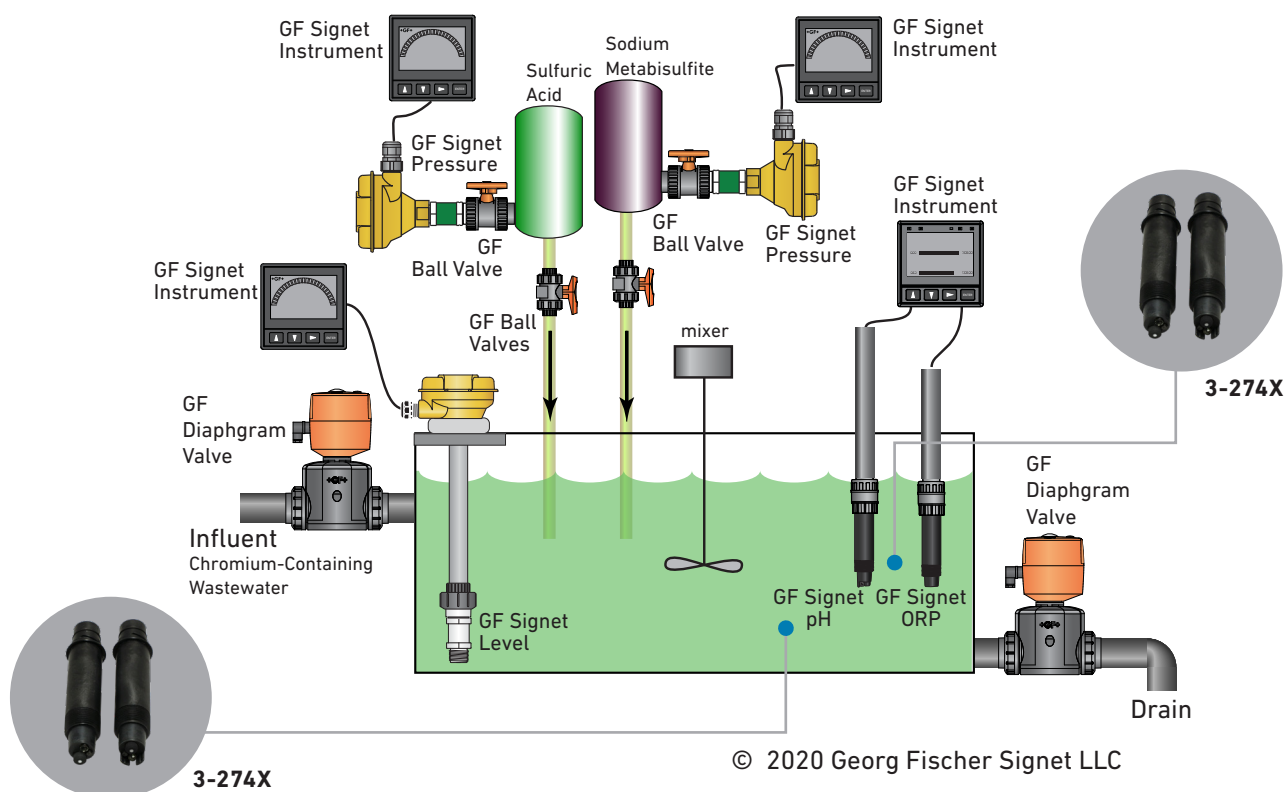 GF Signet
Instrument
Sodium
Metabisulfite
GF Signet
Instrument
Sulfuric
Acid
GF Signet
Pressure
GF
Ball Valve
GF
Ball Valve
GF Signet
Pressure
GF Signet
Instrument
GF Signet
Instrument
GF Ball
Valves
mixer
3-274X
GF
Diaphgram
Valve
GF
Diaphgram
Valve
+GF+
+GF+
Influent
Chromium-Containing
Wastewater
GF Signet
pH
GF Signet
ORP
GF Signet
Level
Drain
3-274X
© 2020 Georg Fischer Signet LLC